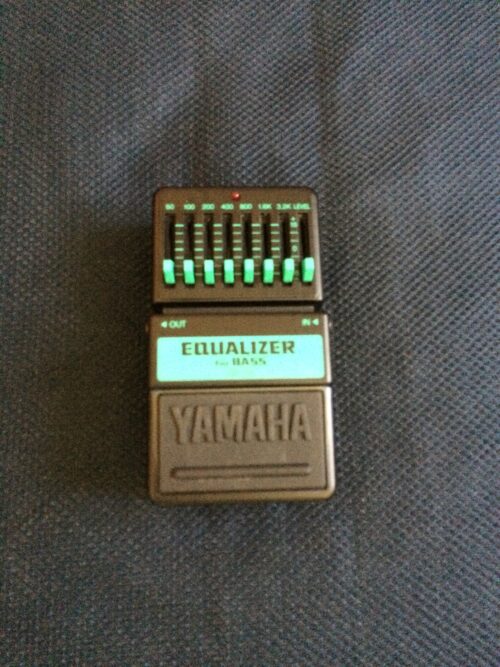 50 100 200 400 800 1.6K 3.2K LEVEL
◄ OUT IN ◄
EQUALIZER
FOR BASS
YAMAHA